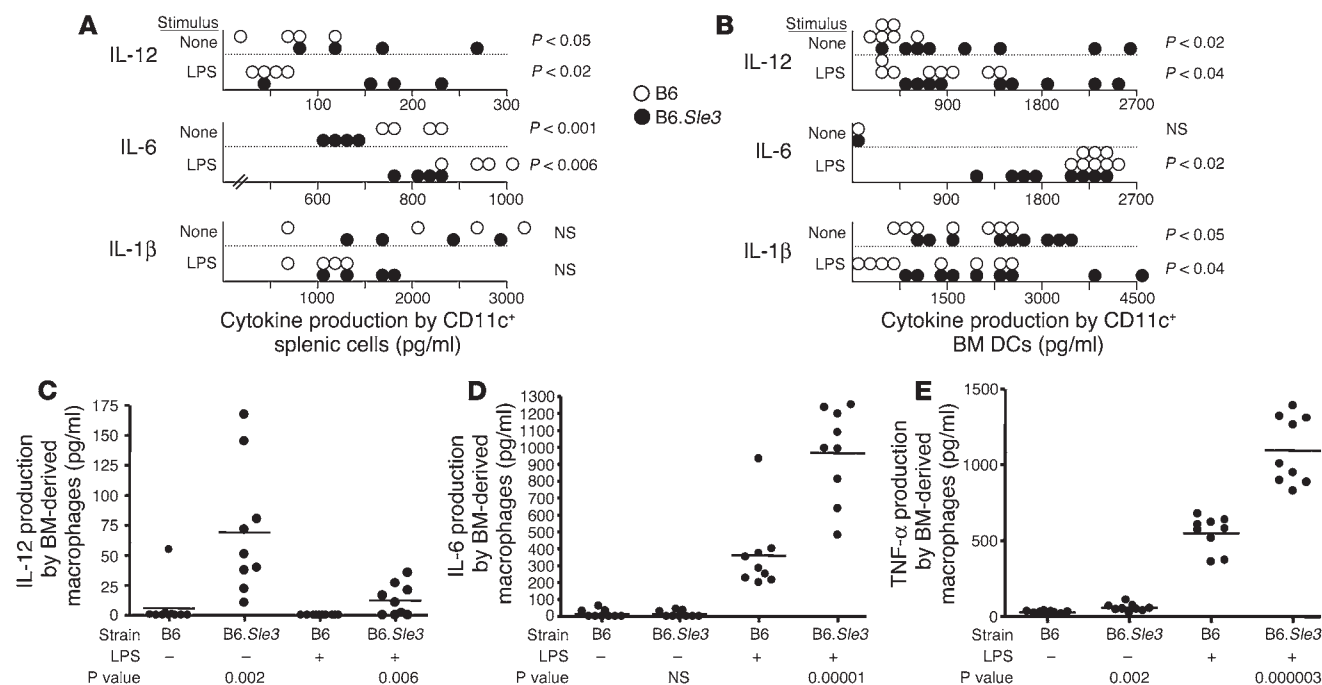 A
Stimulus
IL-12
None
P < 0.05
LPS
P < 0.02
100 200 300
IL-6
None
P < 0.001
LPS
P < 0.006
600 800 1000
IL-1β
None
NS
LPS
NS
1000 2000 3000
Cytokine production by CD11c+
splenic cells (pg/ml)
B6
B6.Sle3
B
Stimulus
IL-12
None
P < 0.02
LPS
P < 0.04
900 1800 2700
IL-6
None
NS
LPS
P < 0.02
900 1800 2700
IL-1β
None
P < 0.05
LPS
P < 0.04
1500 3000 4500
Cytokine production by CD11c+
BM DCs (pg/ml)
C
IL-12 production
by BM-derived
macrophages (pg/ml)
175
150
125
100
75
50
25
0
Strain B6 B6.Sle3 B6 B6.Sle3
LPS – – + +
P value 0.002 0.006
D
IL-6 production
by BM-derived
macrophages (pg/ml)
1300
1200
1100
1000
900
800
700
600
500
400
300
200
100
0
B6 B6.Sle3 B6 B6.Sle3
– – + +
NS 0.00001
E
TNF-α production
by BM-derived
macrophages (pg/ml)
1500
1000
500
0
Strain B6 B6.Sle3 B6 B6.Sle3
LPS – – + +
P value 0.002 0.000003